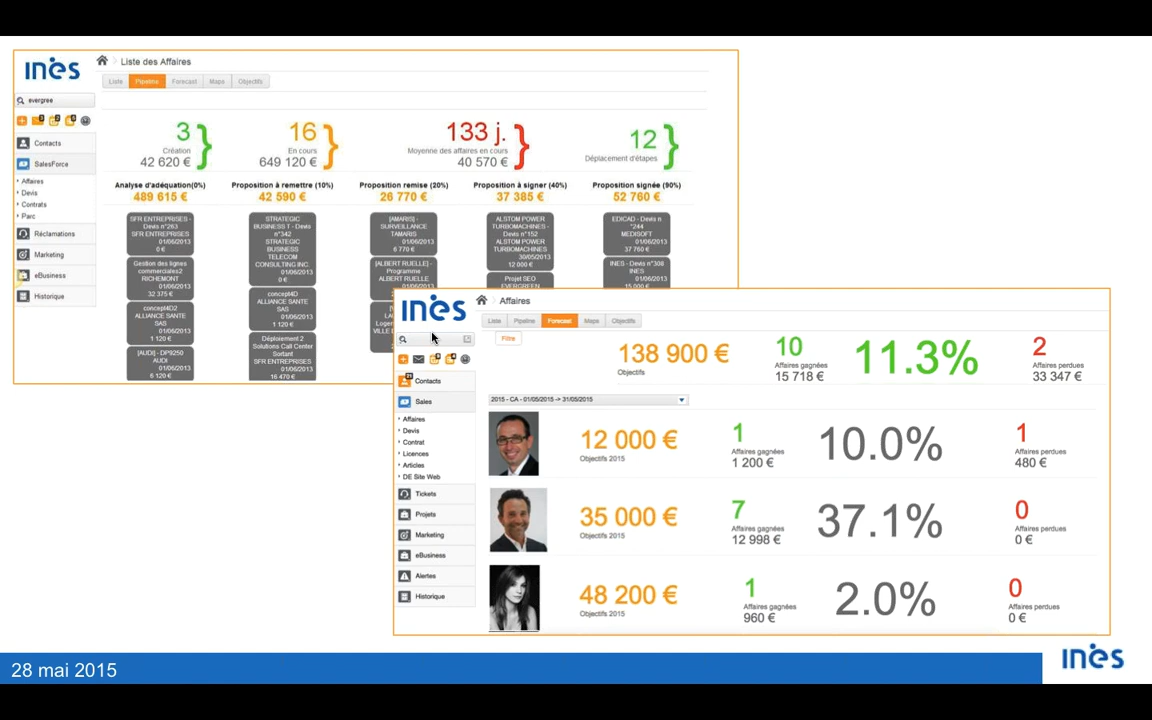 inès
Liste des Affaires
Liste Pipeline Forecast Maps Objectifs
evergree
Contacts
SalesForce
Affaires
Devis
Contrats
Parc
Réclamations
Marketing
eBusiness
Historique
3
Création
42 620 €
16
En cours
649 120 €
133 j.
Moyenne des affaires en cours
40 570 €
12
Déplacement d'étapes
Analyse d'adéquation(0%)
489 615 €
Proposition à remettre (10%)
42 590 €
Proposition remise (20%)
26 770 €
Proposition à signer (40%)
37 385 €
Proposition signée (90%)
52 760 €
SFR ENTREPRISES -
Devis n°263
SFR ENTREPRISES
01/06/2013
0 €
Gestion des lignes
commerciales2
RICHEMONT
01/06/2013
32 375 €
concept4D2
ALLIANCE SANTE
SAS
01/06/2013
1 120 €
[AUDI] - DP9250
AUDI
01/06/2013
6 120 €
STRATEGIC
BUSINESS T - Devis
n°342
STRATEGIC
BUSINESS
TELECOM
CONSULTING INC.
01/06/2013
0 €
concept4D
ALLIANCE SANTE
SAS
01/06/2013
1 120 €
Déploiement 2
Solutions Call Center
Sortant
SFR ENTREPRISES
01/06/2013
16 470 €
[AMARIS] -
SURVEILLANCE
TAMARIS
01/06/2013
6 770 €
[ALBERT RUELLE] -
Programme
ALBERT RUELLE
01/06/2013
ALSTOM POWER
TURBOMACHINES -
Devis n°152
ALSTOM POWER
TURBOMACHINES
30/05/2013
12 000 €
Projet SEO
EVERGREEN
EDICAD - Devis n
°244
MEDISOFT
01/06/2013
37 760 €
INES - Devis n°308
INES
01/06/2013
15 000 €
inès
Affaires
Liste Pipeline Forecast Maps Objectifs
Filtre
Contacts
Sales
Affaires
Devis
Contrat
Licences
Articles
DE Site Web
Tickets
Projets
Marketing
eBusiness
Alertes
Historique
138 900 €
Objectifs
10
Affaires gagnées
15 718 €
11.3%
2
Affaires perdues
33 347 €
2015 - CA - 01/05/2015 -> 31/05/2015
12 000 €
Objectifs 2015
1
Affaires gagnées
1 200 €
10.0%
1
Affaires perdues
480 €
35 000 €
Objectifs 2015
7
Affaires gagnées
12 998 €
37.1%
0
Affaires perdues
0 €
48 200 €
Objectifs 2015
1
Affaires gagnées
960 €
2.0%
0
Affaires perdues
0 €
28 mai 2015
inès